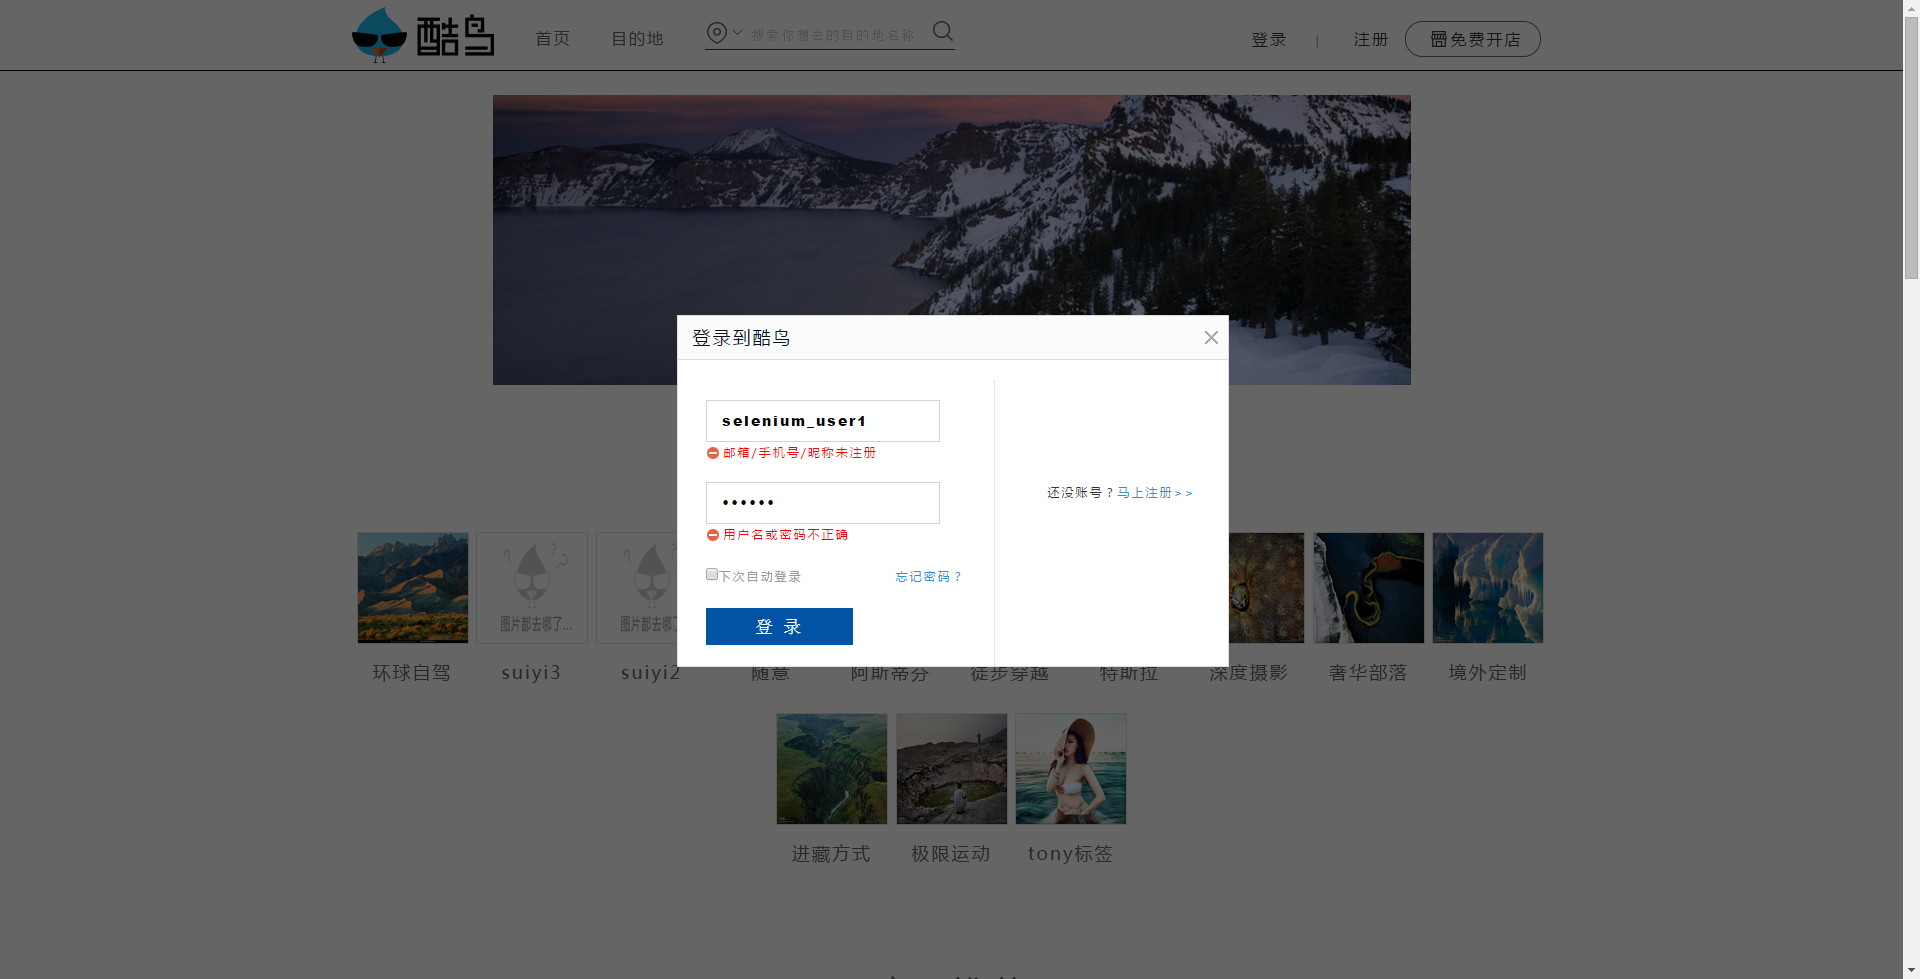 酷鸟
首页
目的地
搜索你想去的目的地名称
登录
|
注册
免费开店
登录到酷鸟
selenium_user1
邮箱/手机号/昵称未注册
••••••
用户名或密码不正确
下次自动登录
忘记密码？
登 录
还没账号？马上注册>>
图片都去哪了...
图片都去哪了
环球自驾
suiyi3
suiyi2
随意
阿斯蒂分
徒步穿越
特斯拉
深度摄影
奢华部落
境外定制
进藏方式
极限运动
tony标签